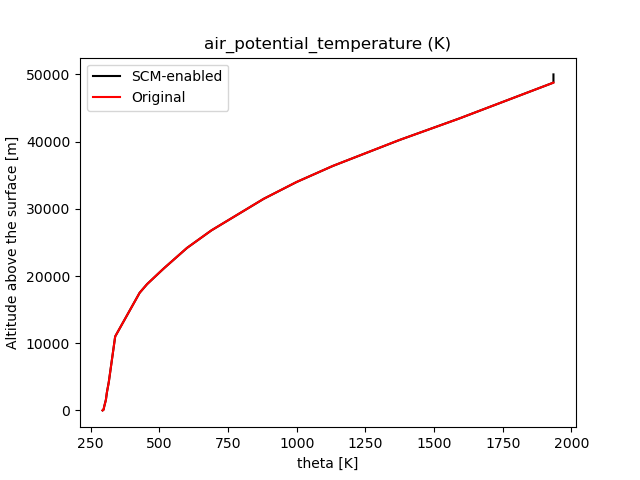 air_potential_temperature (K)
SCM-enabled
Original
Altitude above the surface [m]
50000
40000
30000
20000
10000
0
250 500 750 1000 1250 1500 1750 2000
theta [K]